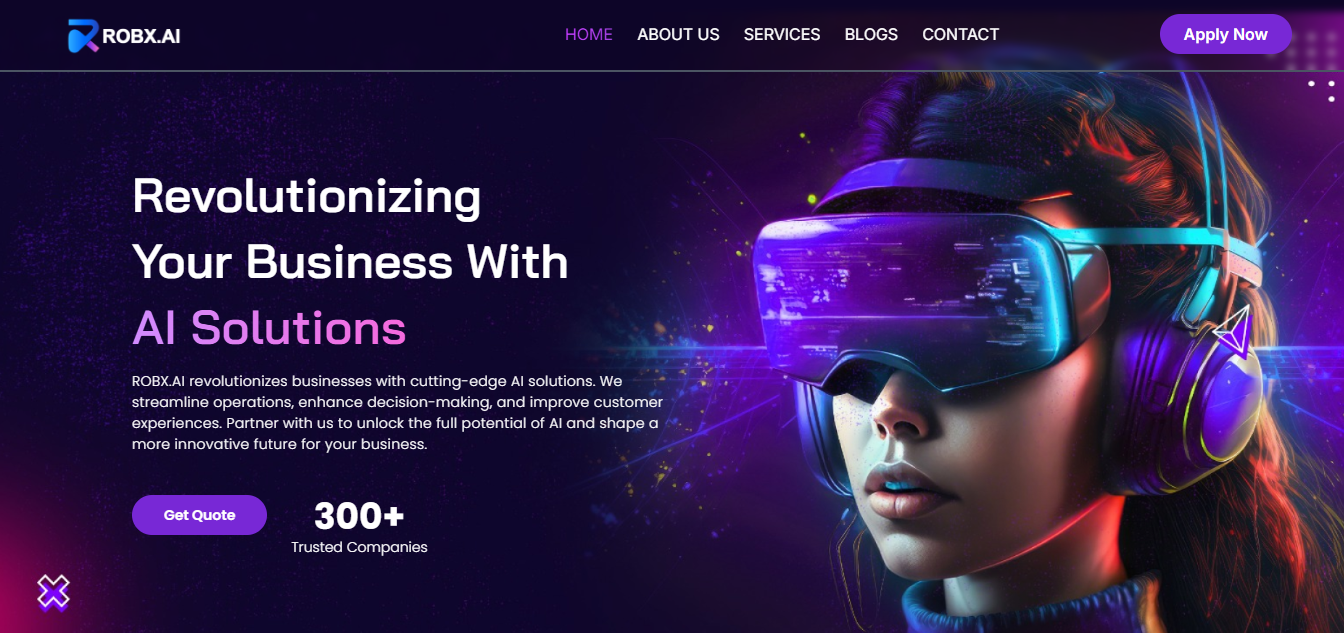 ROBX.AI
HOME ABOUT US SERVICES BLOGS CONTACT
Apply Now
Revolutionizing
Your Business With
AI Solutions
ROBX.AI revolutionizes businesses with cutting-edge AI solutions. We
streamline operations, enhance decision-making, and improve customer
experiences. Partner with us to unlock the full potential of AI and shape a
more innovative future for your business.
Get Quote
300+
Trusted Companies